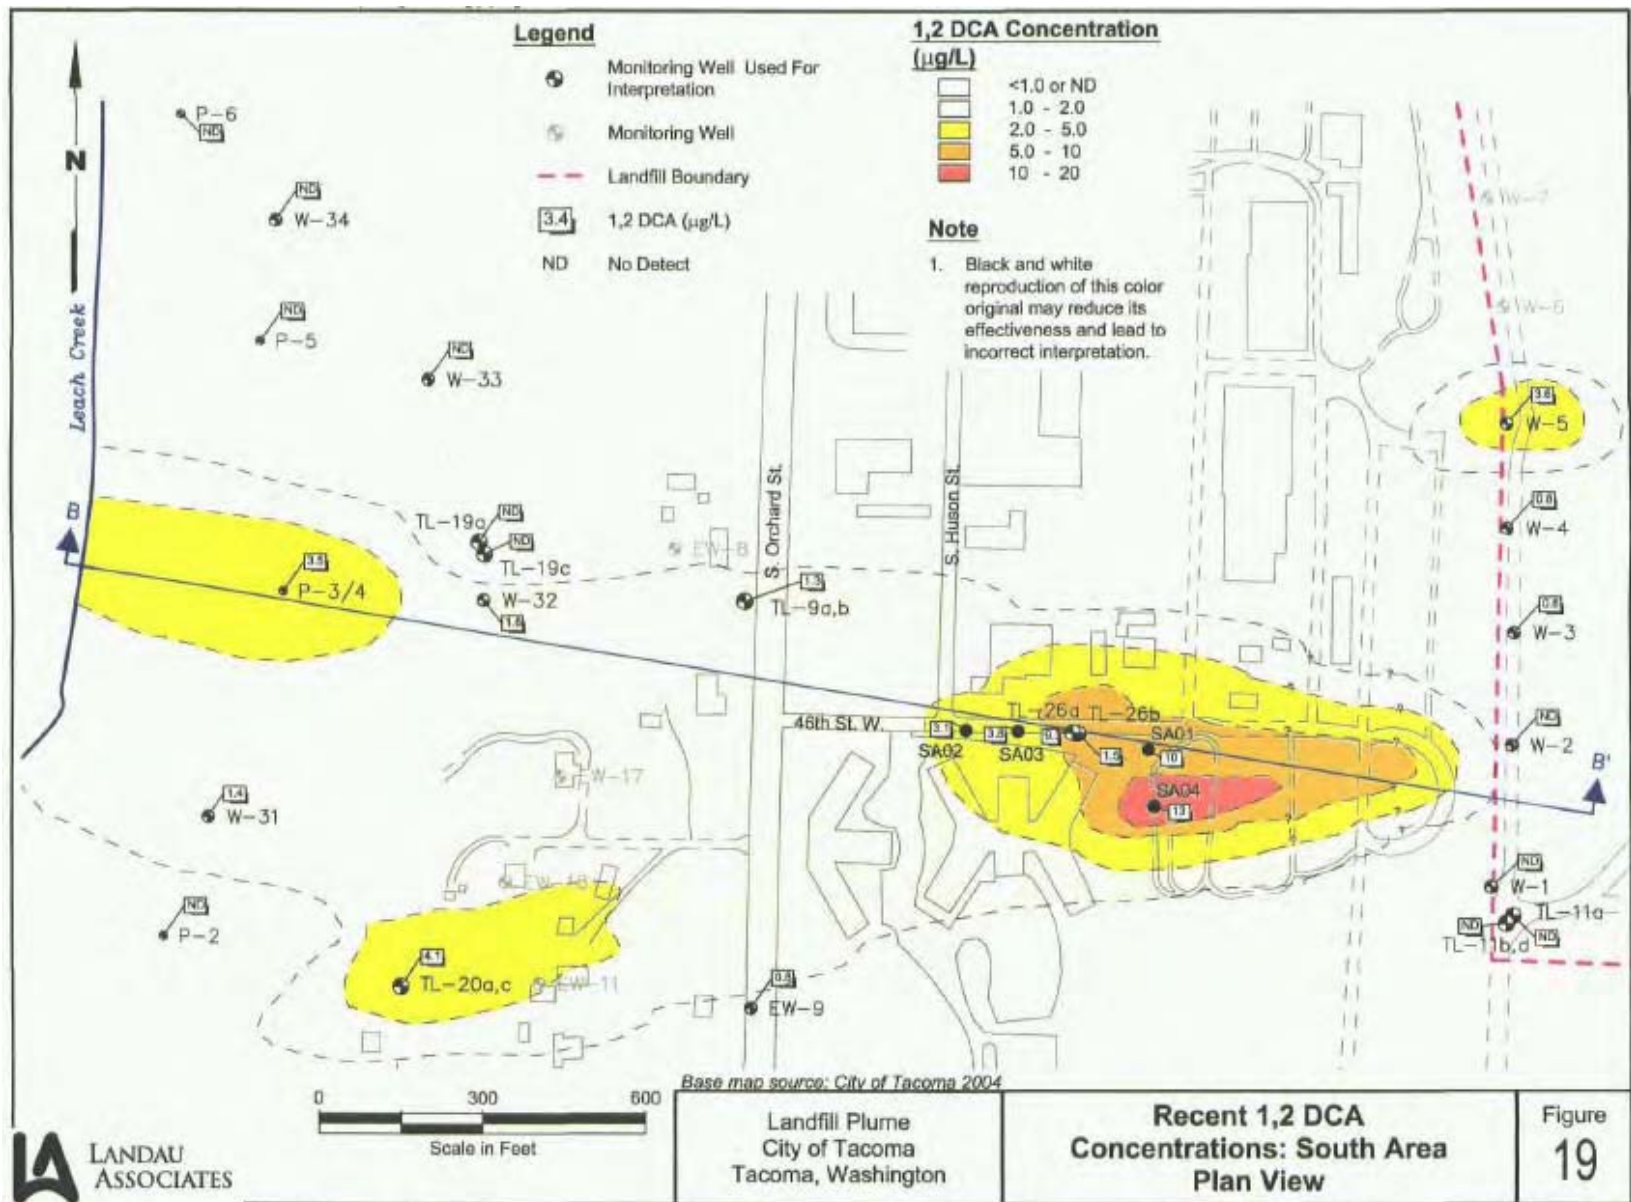 Legend
Monitoring Well Used For
Interpretation
Monitoring Well
Landfill Boundary
3.4
1,2 DCA (µg/L)
ND
No Detect
1,2 DCA Concentration
(µg/L)
<1.0 or ND
1.0 - 2.0
2.0 - 5.0
5.0 - 10
10 - 20
Note
1. Black and white
reproduction of this color
original may reduce its
effectiveness and lead to
incorrect interpretation.
N
Leach Creek
P-6
ND
ND
W-34
ND
P-5
ND
W-33
W-7
W-6
3.6
W-5
0.8
W-4
0.8
W-3
ND
W-2
B
B'
TL-19a
ND
ND
TL-19c
W-32
1.6
3.5
P-3/4
EW-8
S. Orchard St.
S. Huson St.
1.3
TL-9a,b
46th St. W.
3.1
SA02
3.8
SA03
TL-26d
TL-26b
1.5
SA01
10
SA04
13
W-17
1.4
W-31
ND
P-2
EW-18
4.1
TL-20a,c
EW-11
0.8
EW-9
ND
W-1
TL-11a
ND
ND
TL-11b,d
Base map source: City of Tacoma 2004
0 300 600
Scale in Feet
LA
LANDAU
ASSOCIATES
Landfill Plume
City of Tacoma
Tacoma, Washington
Recent 1,2 DCA
Concentrations: South Area
Plan View
Figure
19